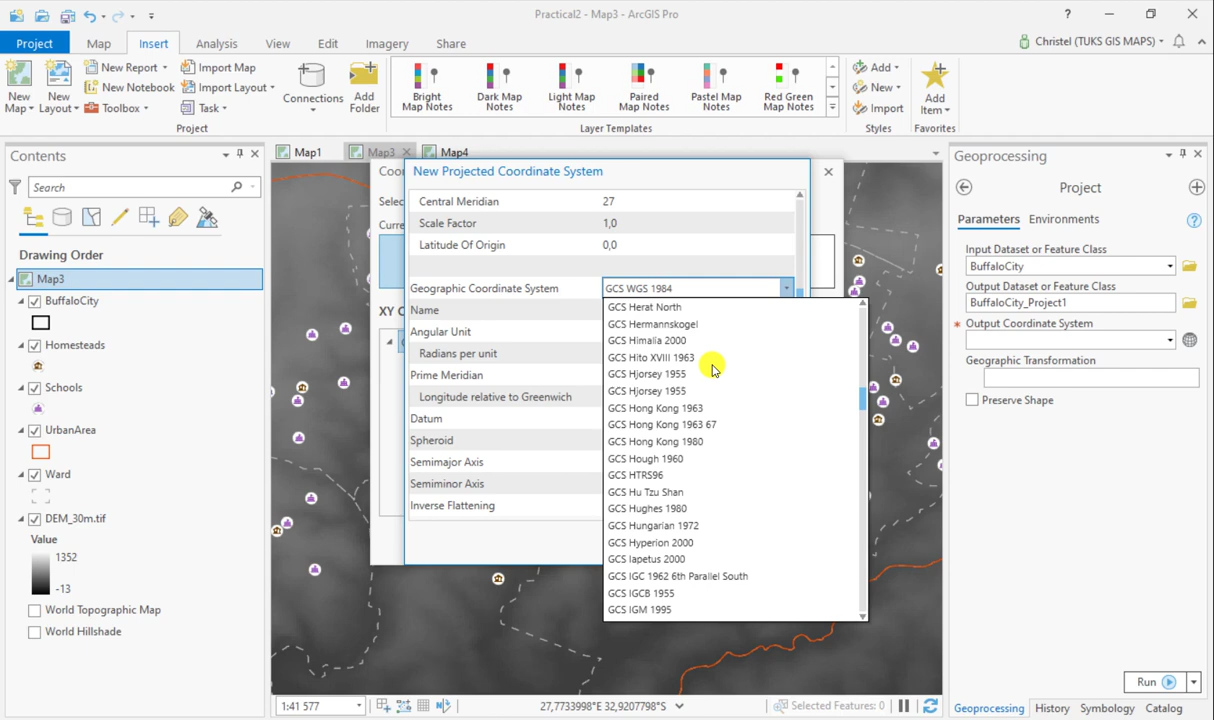 Practical2 - Map3 - ArcGIS Pro
?
Project
Map
Insert
Analysis
View
Edit
Imagery
Share
Christel (TUKS GIS MAPS)
New Map
New Layout
New Report
New Notebook
Toolbox
Import Map
Import Layout
Task
Connections
Add Folder
Bright Map Notes
Dark Map Notes
Light Map Notes
Paired Map Notes
Pastel Map Notes
Red Green Map Notes
Add
New
Import
Add Item
Project
Layer Templates
Styles
Favorites
Contents
Search
Drawing Order
Map3
BuffaloCity
Homesteads
Schools
UrbanArea
Ward
DEM_30m.tif
Value
1352
-13
World Topographic Map
World Hillshade
Map1
Map3
Map4
Coor
Selec
Curre
XY C
New Projected Coordinate System
Central Meridian 27
Scale Factor 1,0
Latitude Of Origin 0,0
Geographic Coordinate System GCS WGS 1984
Name
Angular Unit
Radians per unit
Prime Meridian
Longitude relative to Greenwich
Datum
Spheroid
Semimajor Axis
Semiminor Axis
Inverse Flattening
GCS Herat North
GCS Hermannskogel
GCS Himalia 2000
GCS Hito XVIII 1963
GCS Hjorsey 1955
GCS Hjorsey 1955
GCS Hong Kong 1963
GCS Hong Kong 1963 67
GCS Hong Kong 1980
GCS Hough 1960
GCS HTRS96
GCS Hu Tzu Shan
GCS Hughes 1980
GCS Hungarian 1972
GCS Hyperion 2000
GCS Iapetus 2000
GCS IGC 1962 6th Parallel South
GCS IGCB 1955
GCS IGM 1995
1:41 577
27,7733998°E 32,9207798°S
Selected Features: 0
Geoprocessing
Project
Parameters Environments
?
Input Dataset or Feature Class
BuffaloCity
Output Dataset or Feature Class
BuffaloCity_Project1
* Output Coordinate System
Geographic Transformation
Preserve Shape
Run
Geoprocessing History Symbology Catalog